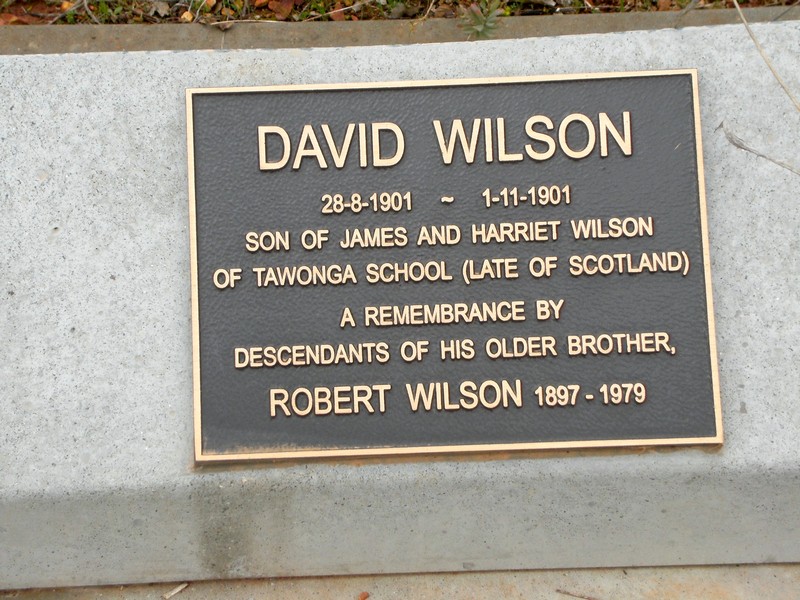 DAVID WILSON
28-8-1901 ~ 1-11-1901
SON OF JAMES AND HARRIET WILSON
OF TAWONGA SCHOOL (LATE OF SCOTLAND)
A REMEMBRANCE BY
DESCENDANTS OF HIS OLDER BROTHER,
ROBERT WILSON 1897 - 1979